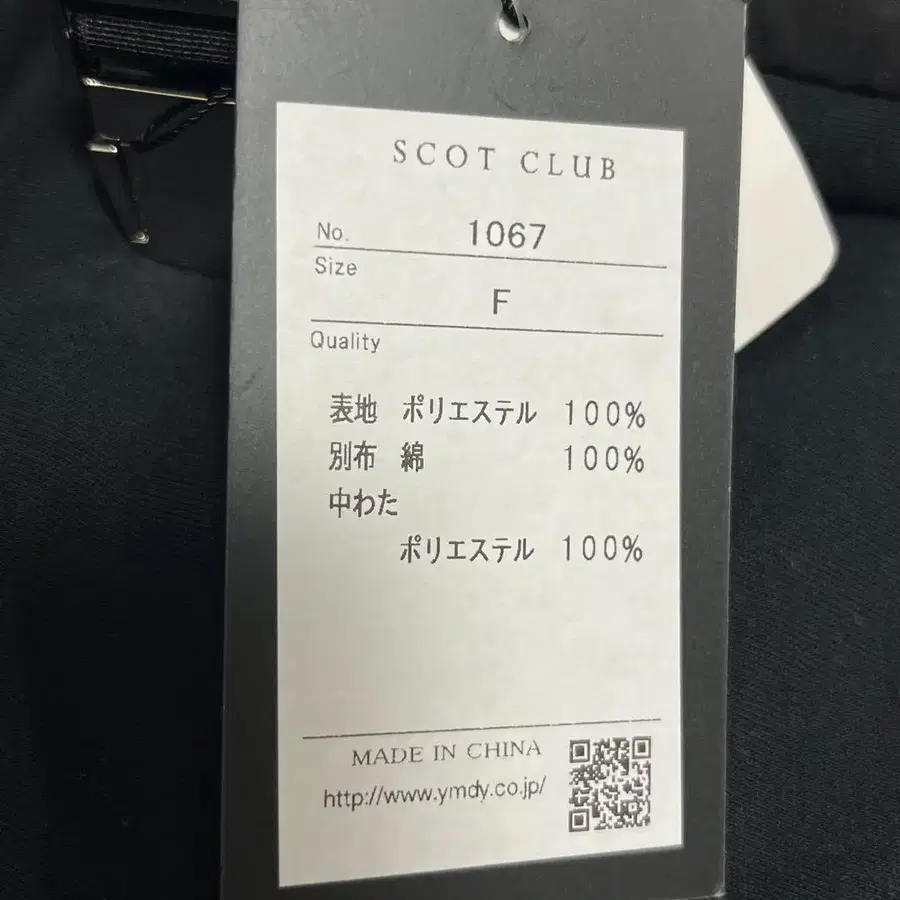 SCOT CLUB
No. 1067
Size
F
Quality
表地 ポリエステル 100%
別布 綿 100%
中わた
ポリエステル 100%
MADE IN CHINA
http://www.ymdy.co.jp/